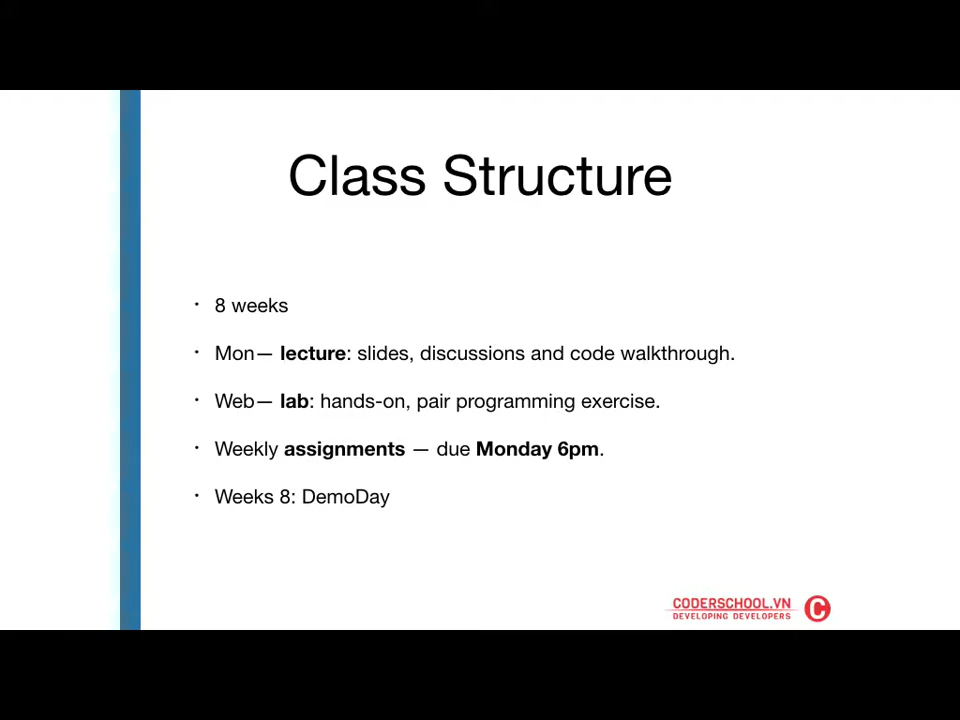 Class Structure
• 8 weeks
• Mon— lecture: slides, discussions and code walkthrough.
• Web— lab: hands-on, pair programming exercise.
• Weekly assignments — due Monday 6pm.
• Weeks 8: DemoDay
CODERSCHOOL.VN
DEVELOPING DEVELOPERS
C